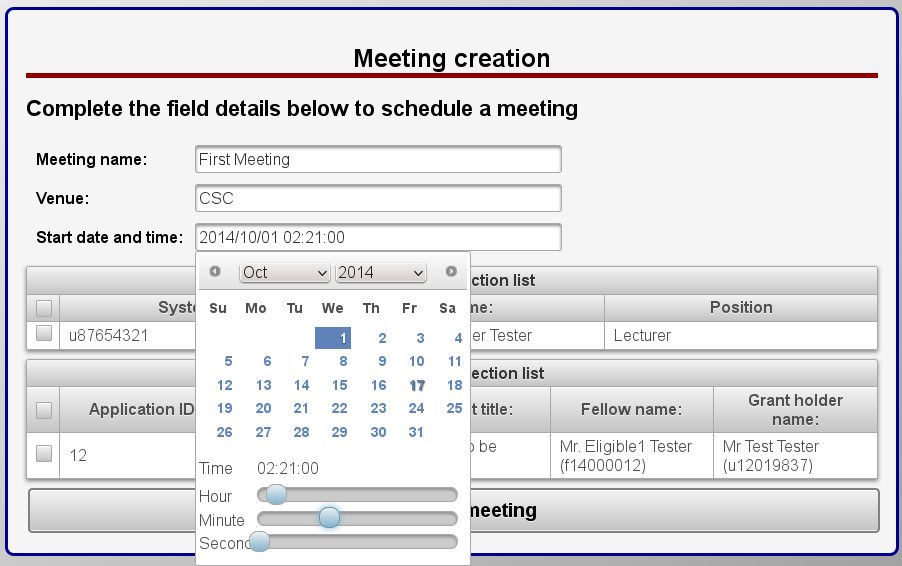 Meeting creation
Complete the field details below to schedule a meeting
Meeting name: First Meeting
Venue: CSC
Start date and time: 2014/10/01 02:21:00
Oct 2014
Su Mo Tu We Th Fr Sa
1 2 3 4
5 6 7 8 9 10 11
12 13 14 15 16 17 18
19 20 21 22 23 24 25
26 27 28 29 30 31
Time 02:21:00
Hour
Minute
Second
ction list
Syste me: Position
u87654321 er Tester Lecturer
ection list
Application ID t title: Fellow name: Grant holder
name:
12 o be Mr. Eligible1 Tester Mr Test Tester
(f14000012) (u12019837)
meeting